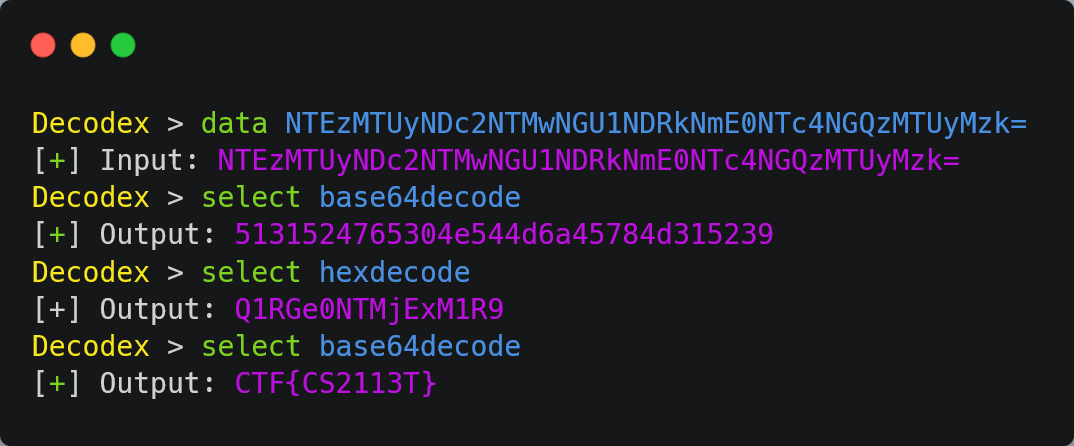 Decodex > data NTEzMTUyNDc2NTMwNGU1NDRkNmE0NTc4NGQzMTUyMzk=
[+] Input: NTEzMTUyNDc2NTMwNGU1NDRkNmE0NTc4NGQzMTUyMzk=
Decodex > select base64decode
[+] Output: 5131524765304e544d6a45784d315239
Decodex > select hexdecode
[+] Output: Q1RGe0NTMjExM1R9
Decodex > select base64decode
[+] Output: CTF{CS2113T}